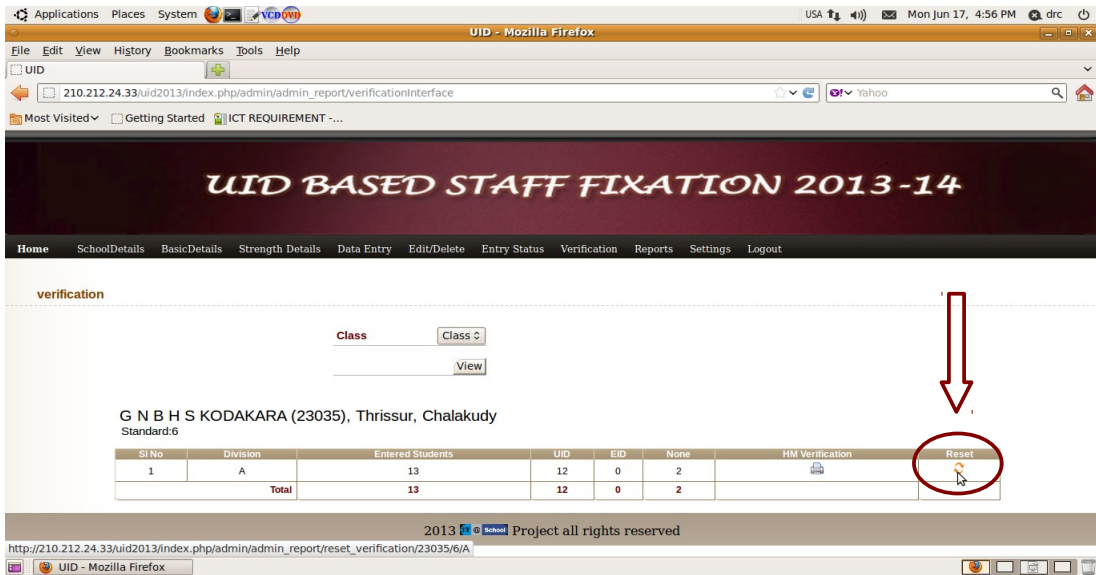 Applications Places System VCDDVD USA Mon Jun 17, 4:56 PM drc
UID - Mozilla Firefox
File Edit View History Bookmarks Tools Help
UID
210.212.24.33/uid2013/index.php/admin/admin_report/verificationInterface Yahoo
Most Visited Getting Started ICT REQUIREMENT -...
UID BASED STAFF FIXATION 2013-14
Home SchoolDetails BasicDetails Strength Details Data Entry Edit/Delete Entry Status Verification Reports Settings Logout
verification
Class Class
View
G N B H S KODAKARA (23035), Thrissur, Chalakudy
Standard:6
Sl No Division Entered Students UID EID None HM Verification Reset
1 A 13 12 0 2
Total 13 12 0 2
2013 IT @ School Project all rights reserved
http://210.212.24.33/uid2013/index.php/admin/admin_report/reset_verification/23035/6/A
UID - Mozilla Firefox